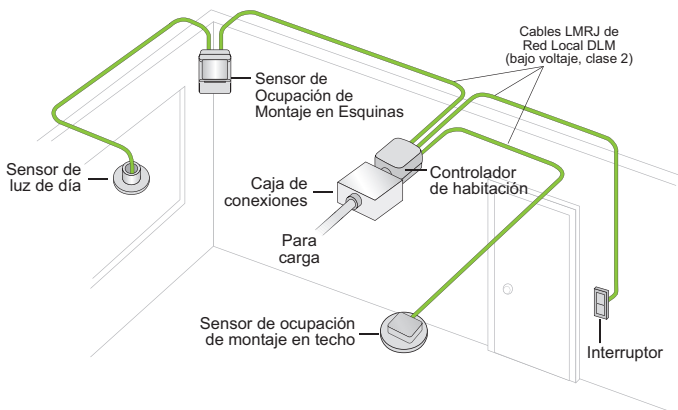 Cables LMRJ de
Red Local DLM
(bajo voltaje, clase 2)
Sensor de
Ocupación de
Montaje en Esquinas
Sensor de
luz de día
Caja de
conexiones
Controlador
de habitación
Para
carga
Sensor de ocupación
de montaje en techo
Interruptor